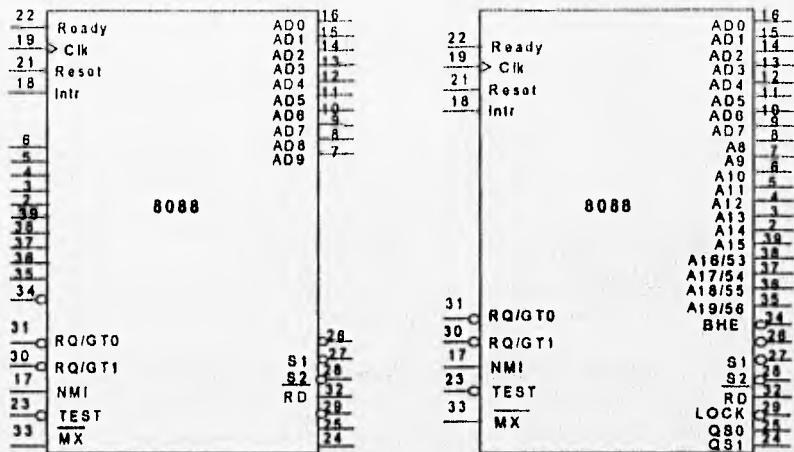 22 Ready
19 Clk
21 Resot
18 Intr
6
5
4
3
2
39
38
37
36
35
34
31 RQ/GT0
30 RQ/GT1
17 NMI
23 TEST
33 MX
8088
AD0 16
AD1 15
AD2 14
AD3 13
AD4 12
AD5 11
AD6 10
AD7 9
AD8 8
AD9 7
26
S1 27
S2 28
RD 32
29
25
24
22 Ready
19 Clk
21 Reset
18 Intr
31 RQ/GT0
30 RQ/GT1
17 NMI
23 TEST
33 MX
8088
AD0 16
AD1 15
AD2 14
AD3 13
AD4 12
AD5 11
AD6 10
AD7 9
A8 8
A9 7
A10 6
A11 5
A12 4
A13 3
A14 2
A15 39
A16/53 38
A17/54 37
A18/55 36
A19/56 35
BHE 34
26
S1 27
S2 28
RD 32
LOCK 29
QS0 25
QS1 24